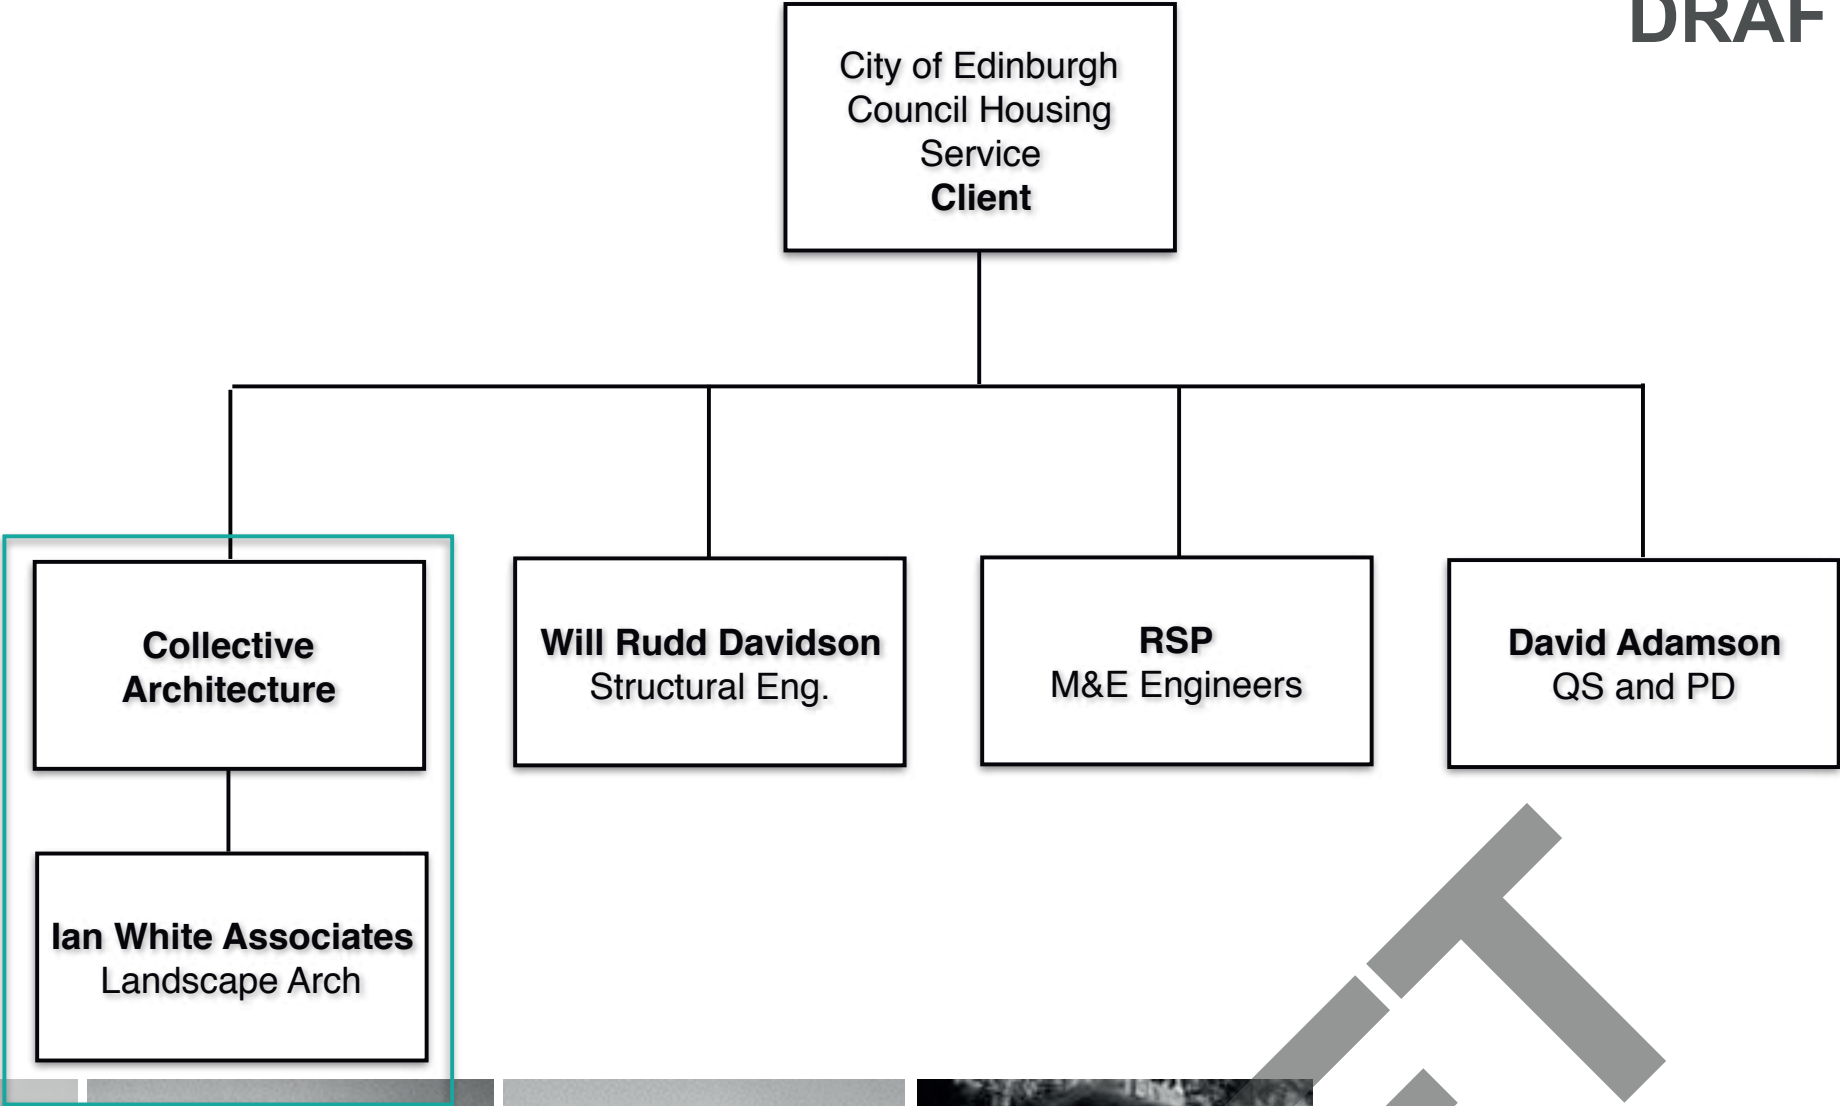 DRAF
City of Edinburgh
Council Housing
Service
Client
Collective
Architecture
Will Rudd Davidson
Structural Eng.
RSP
M&E Engineers
David Adamson
QS and PD
Ian White Associates
Landscape Arch